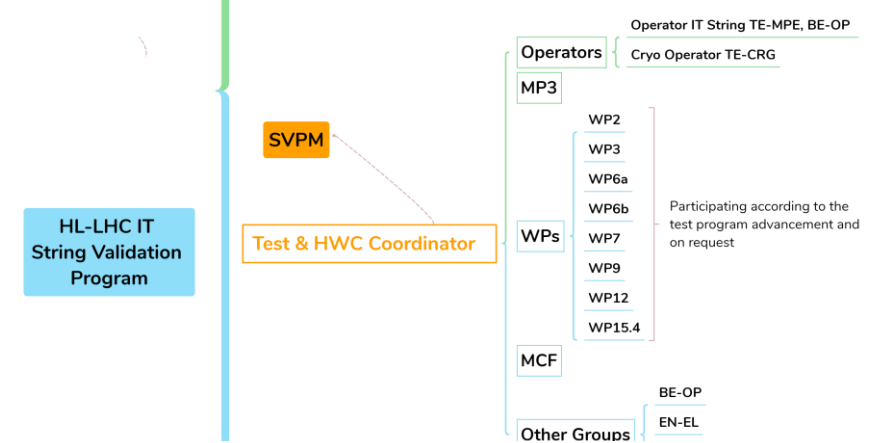 HL-LHC IT
String Validation
Program
SVPM
Test & HWC Coordinator
Operators
Operator IT String TE-MPE, BE-OP
Cryo Operator TE-CRG
MP3
WPs
WP2
WP3
WP6a
WP6b
WP7
WP9
WP12
WP15.4
Participating according to the
test program advancement and
on request
MCF
Other Groups
BE-OP
EN-EL